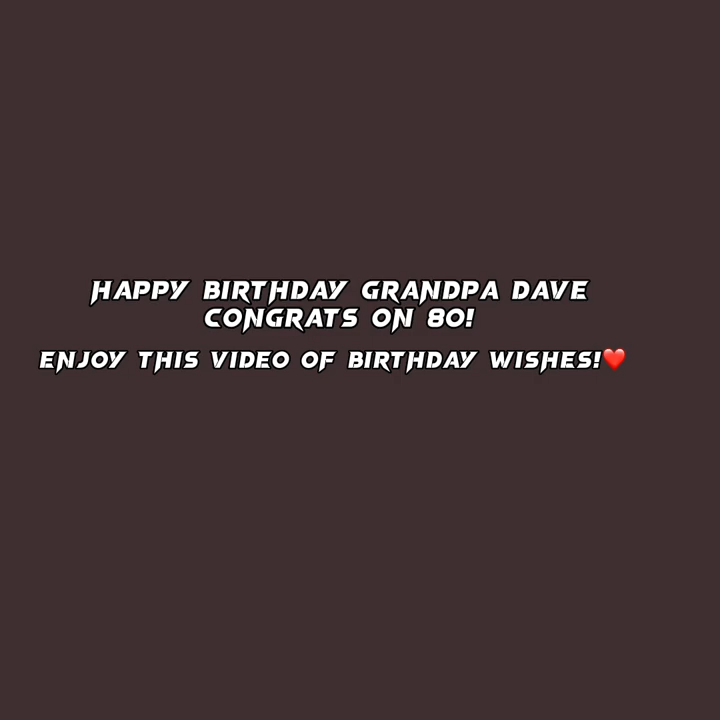 HAPPY BIRTHDAY GRANDPA DAVE
CONGRATS ON 80!
ENJOY THIS VIDEO OF BIRTHDAY WISHES!❤️